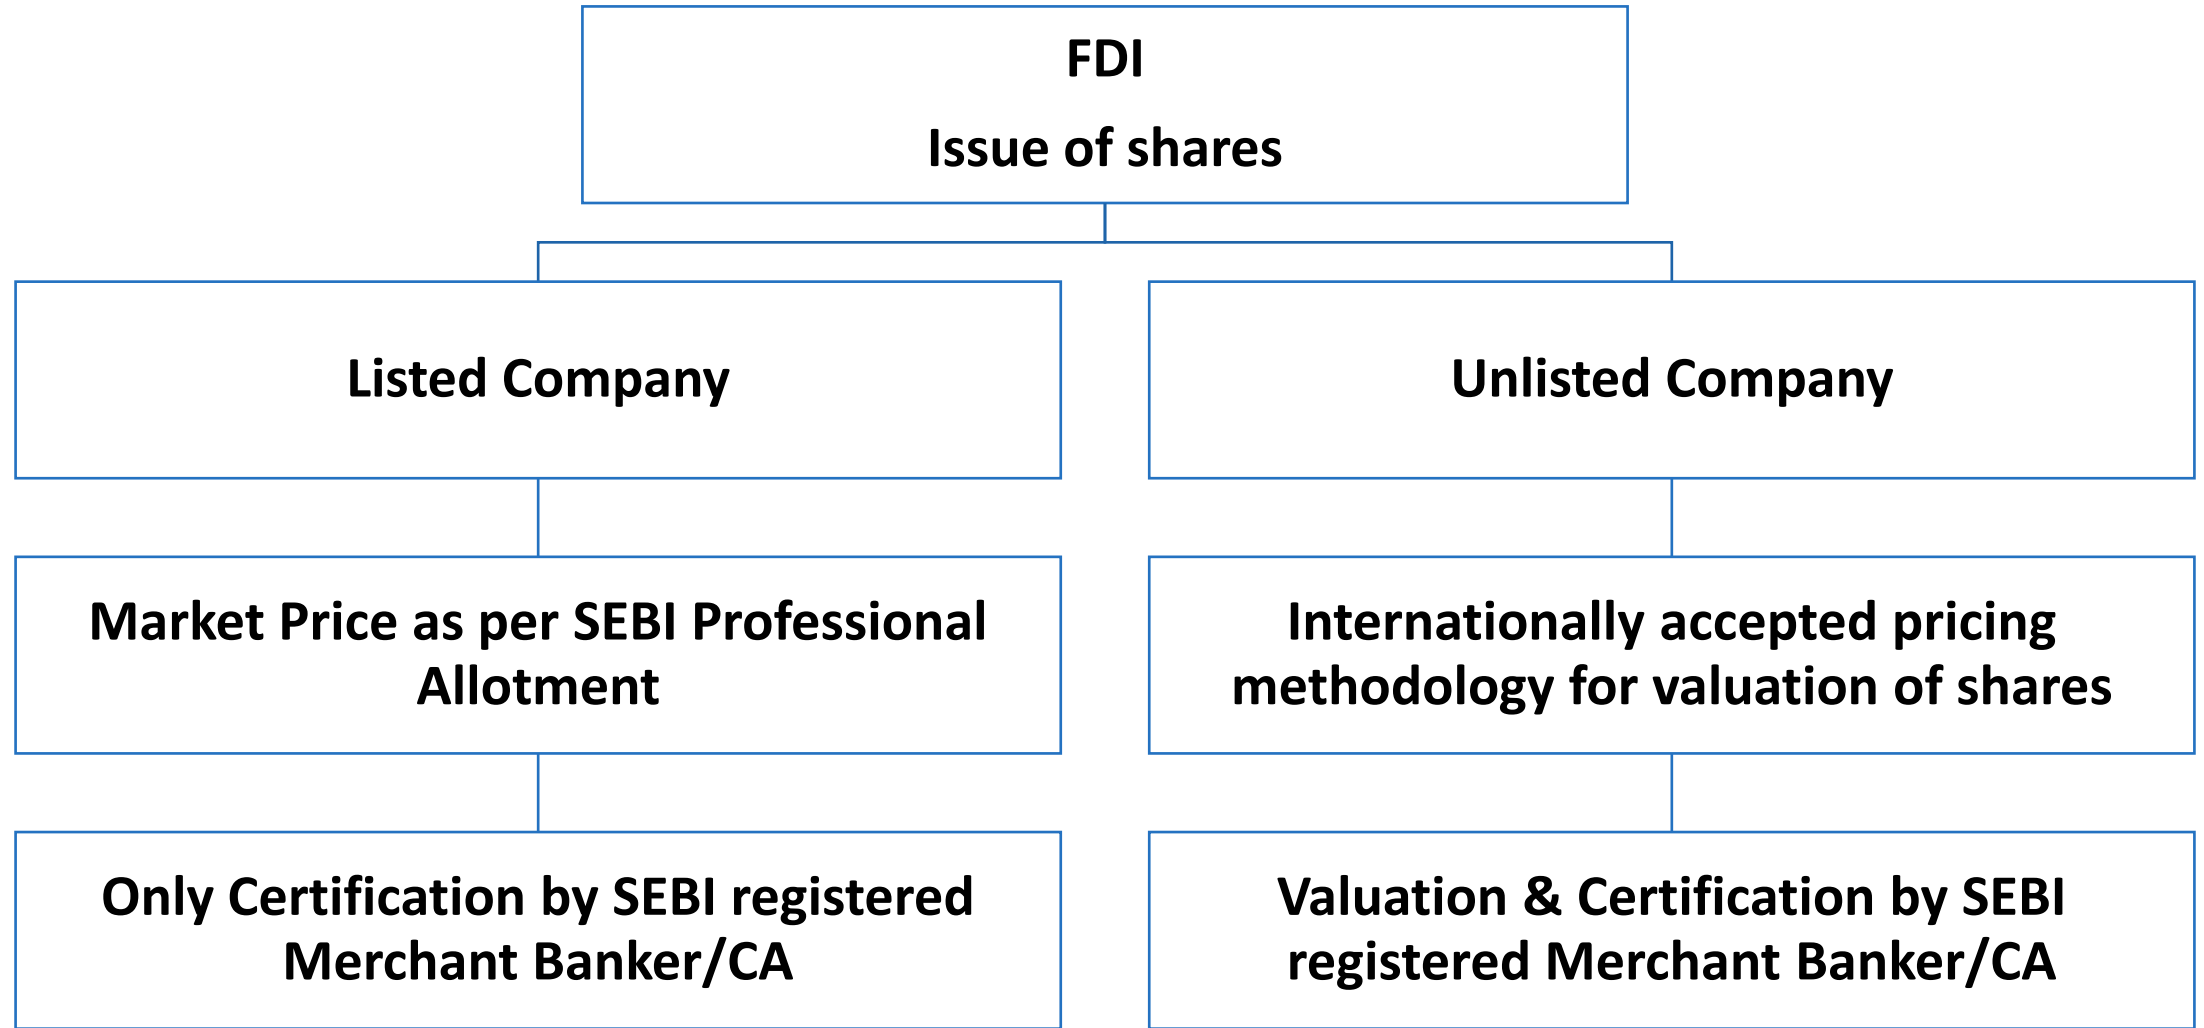 FDI
Issue of shares
Listed Company
Unlisted Company
Market Price as per SEBI Professional
Allotment
Internationally accepted pricing
methodology for valuation of shares
Only Certification by SEBI registered
Merchant Banker/CA
Valuation & Certification by SEBI
registered Merchant Banker/CA